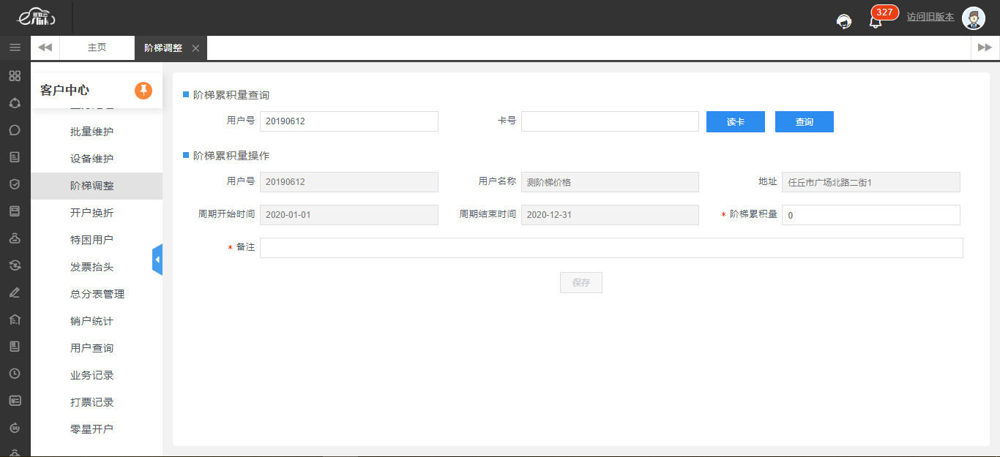 327
访问旧版本
主页
阶梯调整
客户中心
批量维护
设备维护
阶梯调整
开户换折
特困用户
发票抬头
总分表管理
销户统计
用户查询
业务记录
打票记录
零星开户
阶梯累积量查询
用户号 20190612 卡号 读卡 查询
阶梯累积量操作
用户号 20190612 用户名称 测阶梯价格 地址 任丘市广场北路二街1
周期开始时间 2020-01-01 周期结束时间 2020-12-31 * 阶梯累积量 0
* 备注
保存